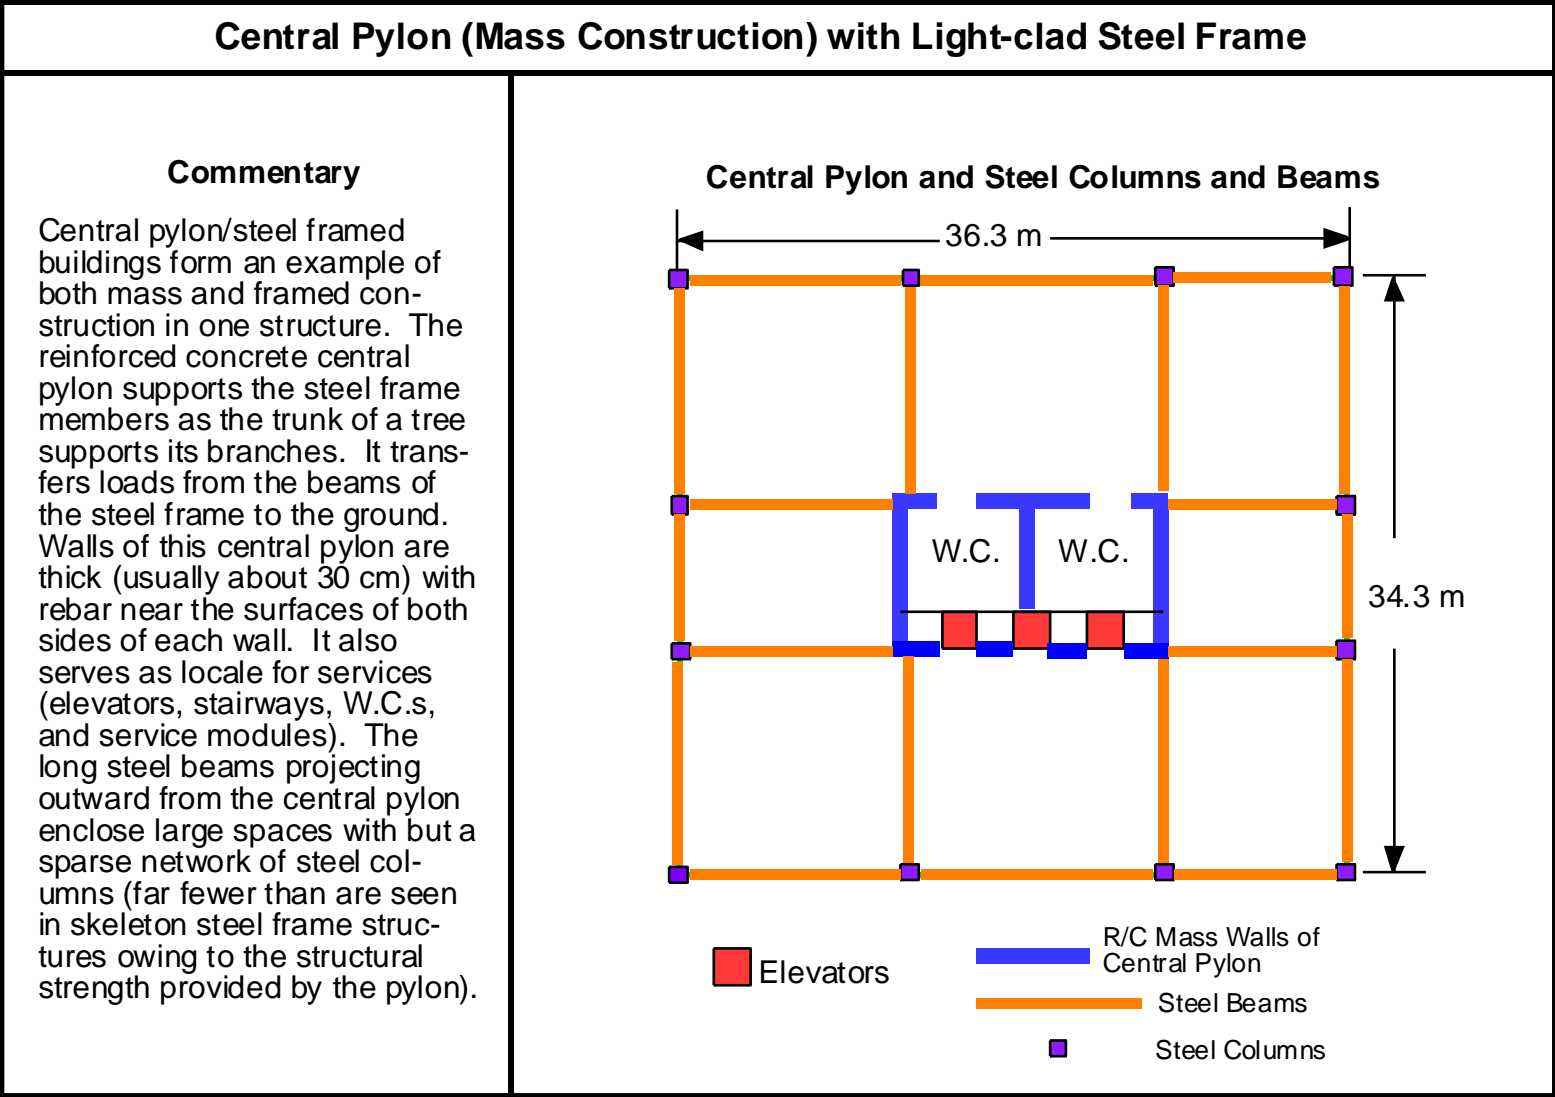 Central Pylon (Mass Construction) with Light-clad Steel Frame
Commentary
Central pylon/steel framed
buildings form an example of
both mass and framed con-
struction in one structure.  The
reinforced concrete central
pylon supports the steel frame
members as the trunk of a tree
supports its branches.  It trans-
fers loads from the beams of
the steel frame to the ground.
Walls of this central pylon are
thick (usually about 30 cm) with
rebar near the surfaces of both
sides of each wall.  It also
serves as locale for services
(elevators, stairways, W.C.s,
and service modules).  The
long steel beams projecting
outward from the central pylon
enclose large spaces with but a
sparse network of steel col-
umns (far fewer than are seen
in skeleton steel frame struc-
tures owing to the structural
strength provided by the pylon).
Central Pylon and Steel Columns and Beams
36.3 m
W.C.
W.C.
34.3 m
Elevators
R/C Mass Walls of
Central Pylon
Steel Beams
Steel Columns